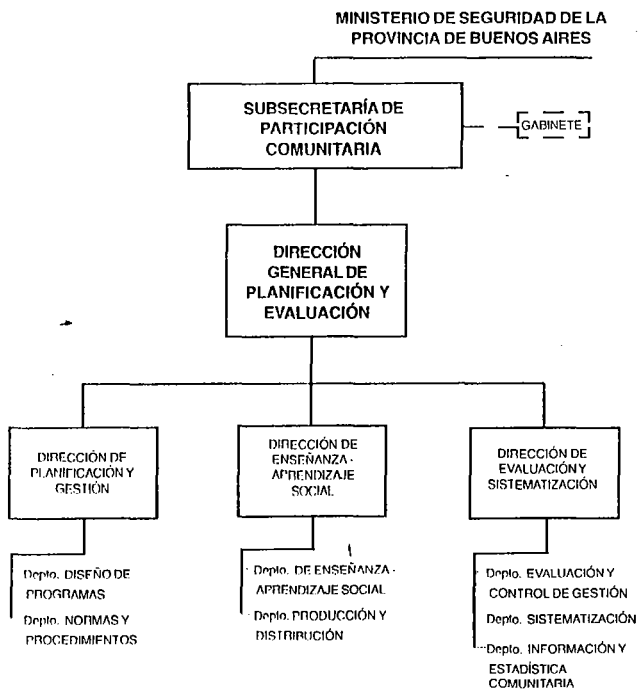 MINISTERIO DE SEGURIDAD DE LA
PROVINCIA DE BUENOS AIRES
SUBSECRETARÍA DE
PARTICIPACIÓN
COMUNITARIA
GABINETE
DIRECCIÓN
GENERAL DE
PLANIFICACIÓN Y
EVALUACIÓN
DIRECCIÓN DE
PLANIFICACIÓN Y
GESTIÓN
Depto. DISEÑO DE
PROGRAMAS
Depto. NORMAS Y
PROCEDIMIENTOS
DIRECCIÓN DE
ENSEÑANZA -
APRENDIZAJE
SOCIAL
Depto. DE ENSEÑANZA -
APRENDIZAJE SOCIAL
Depto. PRODUCCIÓN Y
DISTRIBUCIÓN
DIRECCIÓN DE
EVALUACIÓN Y
SISTEMATIZACIÓN
Depto. EVALUACIÓN Y
CONTROL DE GESTIÓN
Depto. SISTEMATIZACIÓN
Depto. INFORMACIÓN Y
ESTADÍSTICA
COMUNITARIA